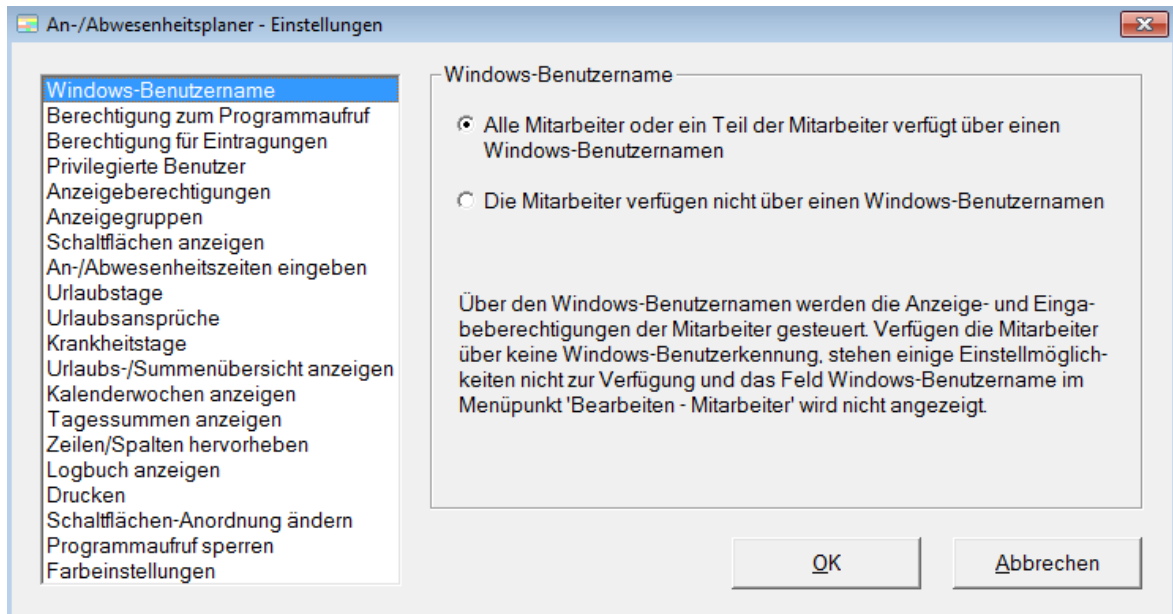 An-/Abwesenheitsplaner - Einstellungen
Windows-Benutzername
Berechtigung zum Programmaufruf
Berechtigung für Eintragungen
Privilegierte Benutzer
Anzeigeberechtigungen
Anzeigegruppen
Schaltflächen anzeigen
An-/Abwesenheitszeiten eingeben
Urlaubstage
Urlaubsansprüche
Krankheitstage
Urlaubs-/Summenübersicht anzeigen
Kalenderwochen anzeigen
Tagessummen anzeigen
Zeilen/Spalten hervorheben
Logbuch anzeigen
Drucken
Schaltflächen-Anordnung ändern
Programmaufruf sperren
Farbeinstellungen
Windows-Benutzername
Alle Mitarbeiter oder ein Teil der Mitarbeiter verfügt über einen
Windows-Benutzernamen
Die Mitarbeiter verfügen nicht über einen Windows-Benutzernamen
Über den Windows-Benutzernamen werden die Anzeige- und Einga-
beberechtigungen der Mitarbeiter gesteuert. Verfügen die Mitarbeiter
über keine Windows-Benutzerkennung, stehen einige Einstellmöglich-
keiten nicht zur Verfügung und das Feld Windows-Benutzername im
Menüpunkt 'Bearbeiten - Mitarbeiter' wird nicht angezeigt.
OK
Abbrechen